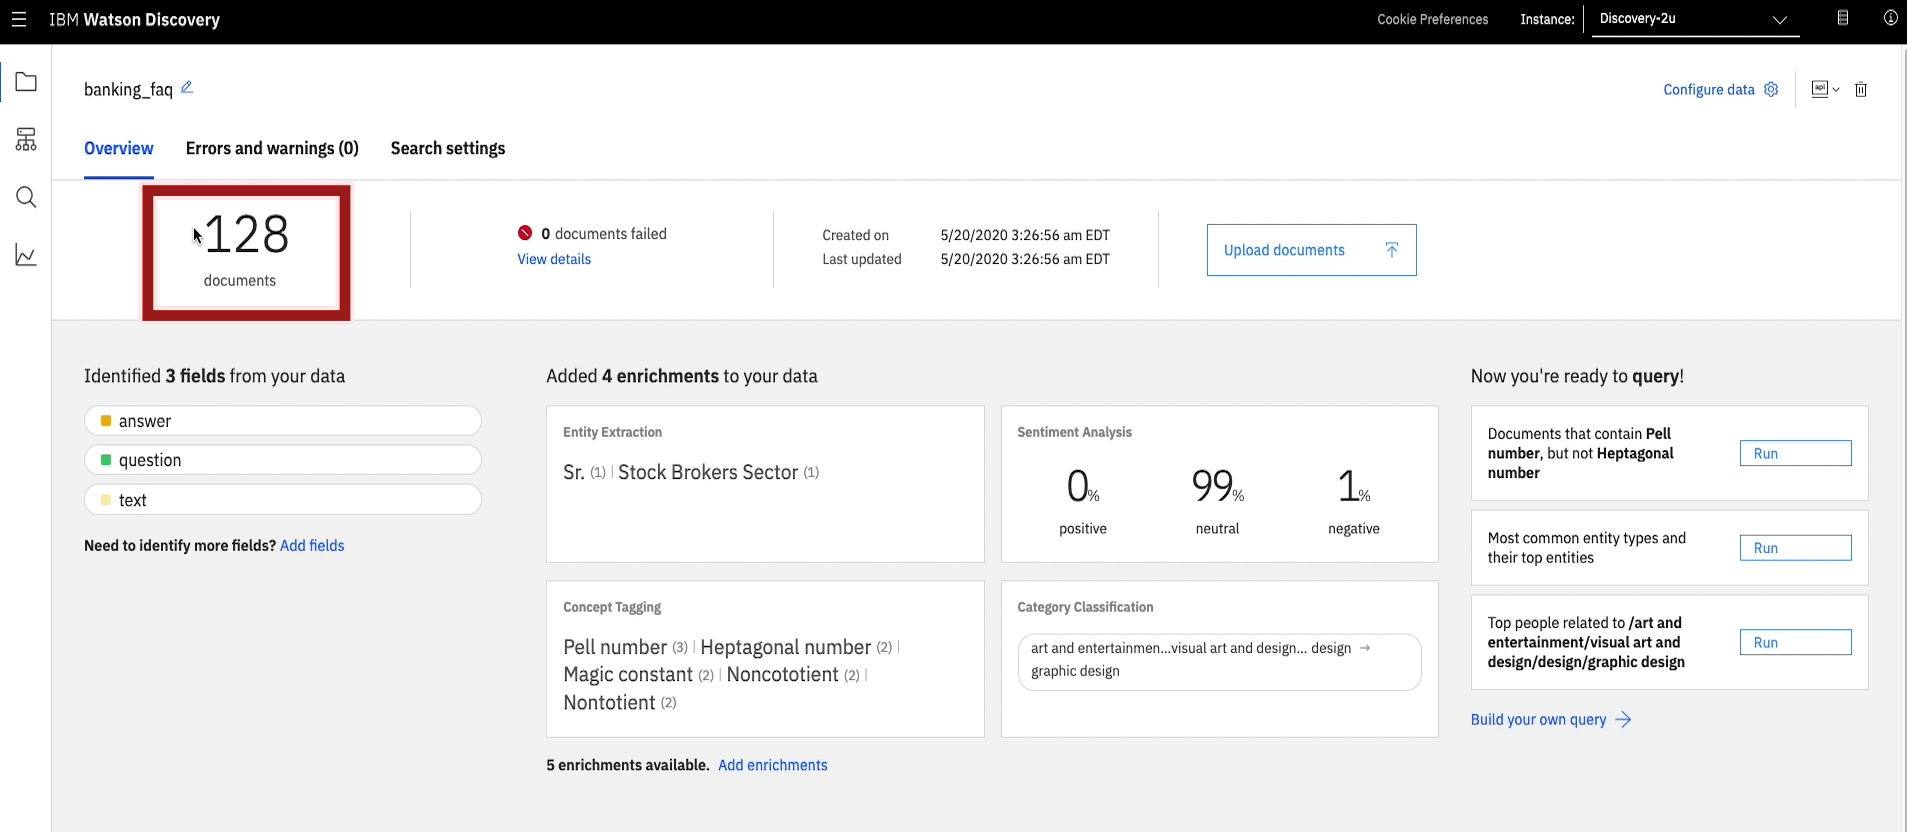 IBM Watson Discovery
Cookie Preferences
Instance:
Discovery-2u
banking_faq
Configure data
api
Overview
Errors and warnings (0)
Search settings
128
documents
0 documents failed
View details
Created on 5/20/2020 3:26:56 am EDT
Last updated 5/20/2020 3:26:56 am EDT
Upload documents
Identified 3 fields from your data
answer
question
text
Need to identify more fields? Add fields
Added 4 enrichments to your data
Entity Extraction
Sr. (1) | Stock Brokers Sector (1)
Sentiment Analysis
0% 99% 1%
positive neutral negative
Concept Tagging
Pell number (3) | Heptagonal number (2) |
Magic constant (2) | Noncototient (2) |
Nontotient (2)
Category Classification
art and entertainmen...visual art and design... design →
graphic design
5 enrichments available. Add enrichments
Now you're ready to query!
Documents that contain Pell
number, but not Heptagonal
number
Run
Most common entity types and
their top entities
Run
Top people related to /art and
entertainment/visual art and
design/design/graphic design
Run
Build your own query →